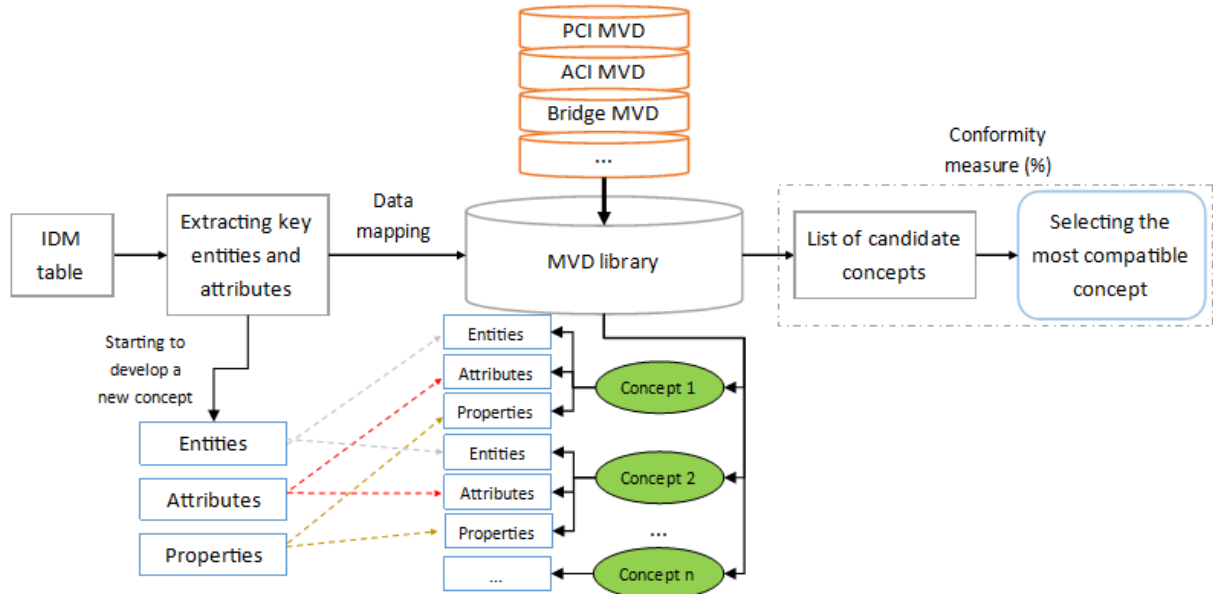 PCI MVD
ACI MVD
Bridge MVD
...
Conformity
measure (%)
IDM
table
Extracting key
entities and
attributes
Data
mapping
MVD library
List of candidate
concepts
Selecting the
most compatible
concept
Starting to
develop a
new concept
Entities
Attributes
Properties
Entities
Attributes
Properties
Entities
Attributes
Properties
...
Concept 1
Concept 2
...
Concept n